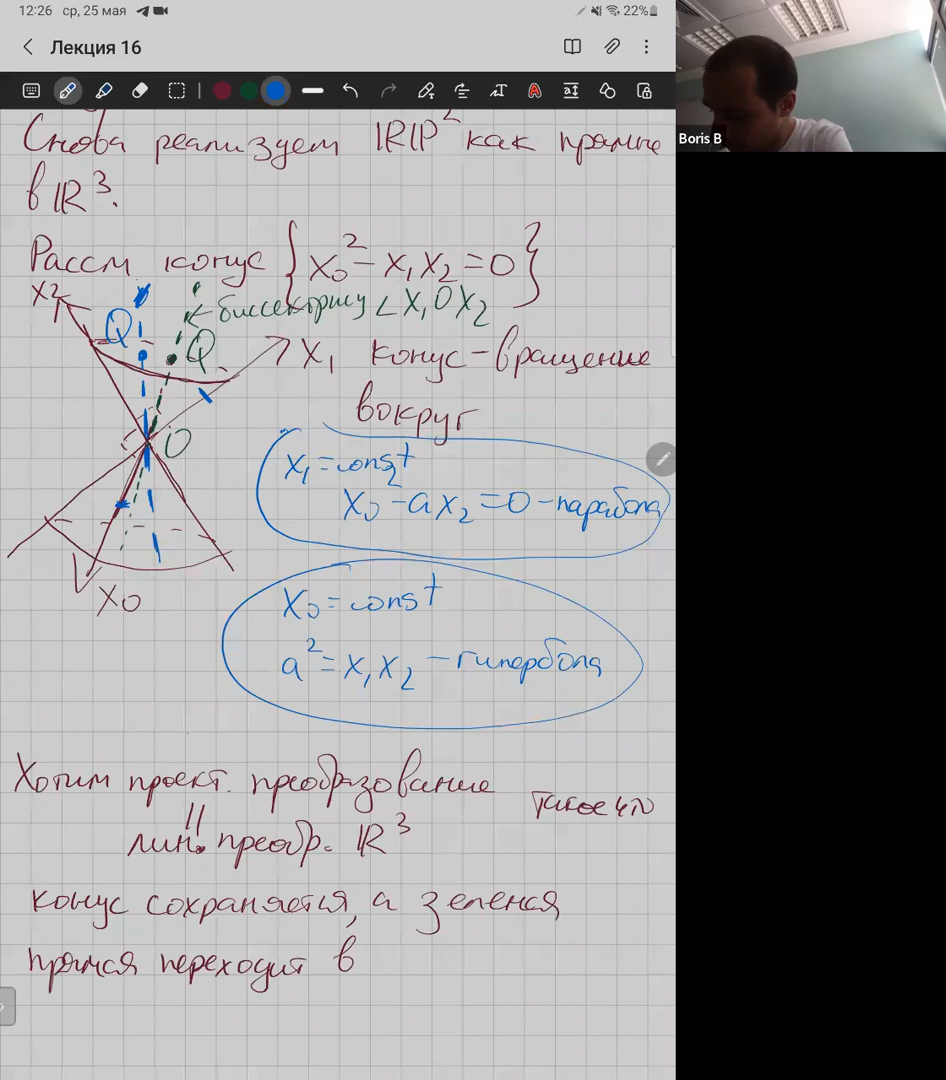 12:26 ср, 25 мая
22%
Лекция 16
Boris B
Снова реализуем ℝP² как прямые
в ℝ³.
Рассм конус {x₀² - x₁x₂ = 0}
биссектрису ∠x₁Ox₂
x₂
Q'
Q
x₁
конус - вращение
вокруг
O
x₀
x₁ = const
x₀² - ax₂ = 0 - парабола
x₀ = const
a² = x₁x₂ - гипербола
Хотим проект. преобразование
такое что
||
лин. преобр. ℝ³
конус сохраняется, а зеленая
прямая переходит в